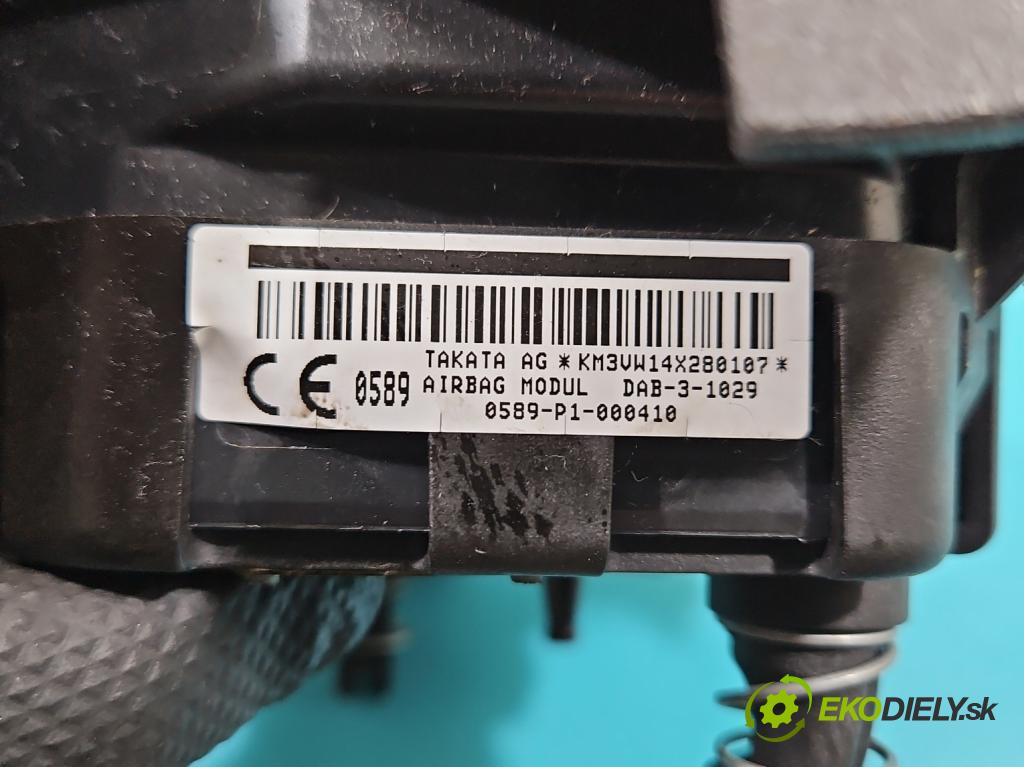 TAKATA AG *KM3VW14X280107*
CE 0589 AIRBAG MODUL DAB-3-1029
0589-P1-000410
EKODIELY.sk